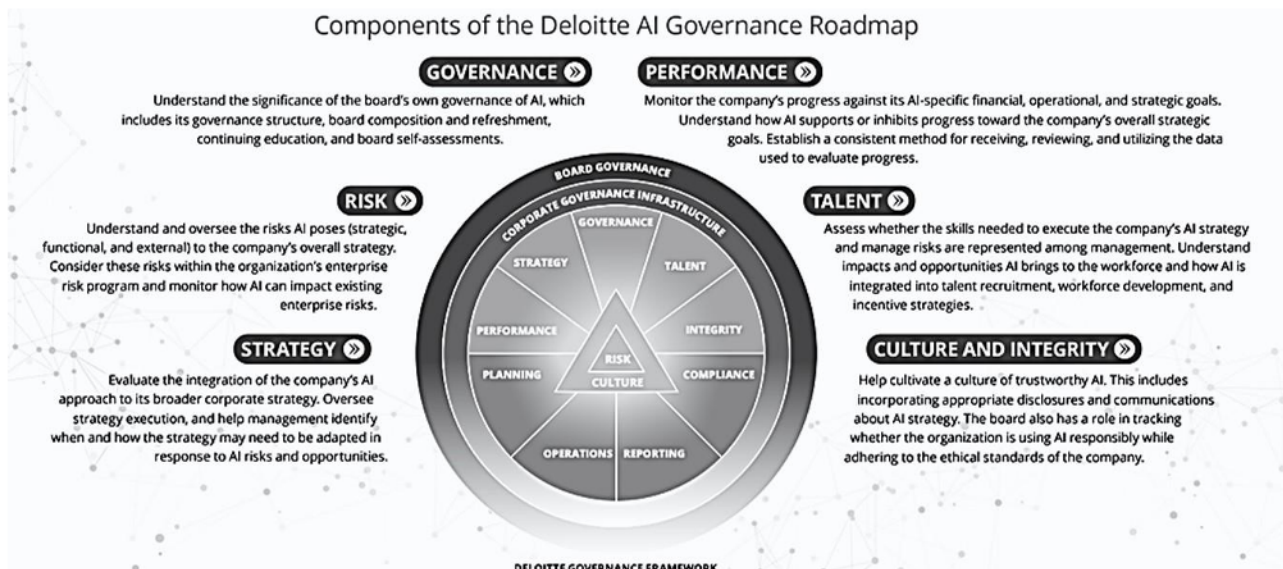 Components of the Deloitte AI Governance Roadmap
GOVERNANCE
Understand the significance of the board's own governance of AI, which
includes its governance structure, board composition and refreshment,
continuing education, and board self-assessments.
PERFORMANCE
Monitor the company's progress against its AI-specific financial, operational, and strategic goals.
Understand how AI supports or inhibits progress toward the company's overall strategic
goals. Establish a consistent method for receiving, reviewing, and utilizing the data
used to evaluate progress.
RISK
Understand and oversee the risks AI poses (strategic,
functional, and external) to the company's overall strategy.
Consider these risks within the organization's enterprise
risk program and monitor how AI can impact existing
enterprise risks.
TALENT
Assess whether the skills needed to execute the company's AI strategy
and manage risks are represented among management. Understand
impacts and opportunities AI brings to the workforce and how AI is
integrated into talent recruitment, workforce development, and
incentive strategies.
STRATEGY
Evaluate the integration of the company's AI
approach to its broader corporate strategy. Oversee
strategy execution, and help management identify
when and how the strategy may need to be adapted in
response to AI risks and opportunities.
CULTURE AND INTEGRITY
Help cultivate a culture of trustworthy AI. This includes
incorporating appropriate disclosures and communications
about AI strategy. The board also has a role in tracking
whether the organization is using AI responsibly while
adhering to the ethical standards of the company.
BOARD GOVERNANCE
CORPORATE GOVERNANCE INFRASTRUCTURE
GOVERNANCE
STRATEGY
TALENT
PERFORMANCE
INTEGRITY
RISK
PLANNING
CULTURE
COMPLIANCE
OPERATIONS
REPORTING
DELOITTE GOVERNANCE FRAMEWORK